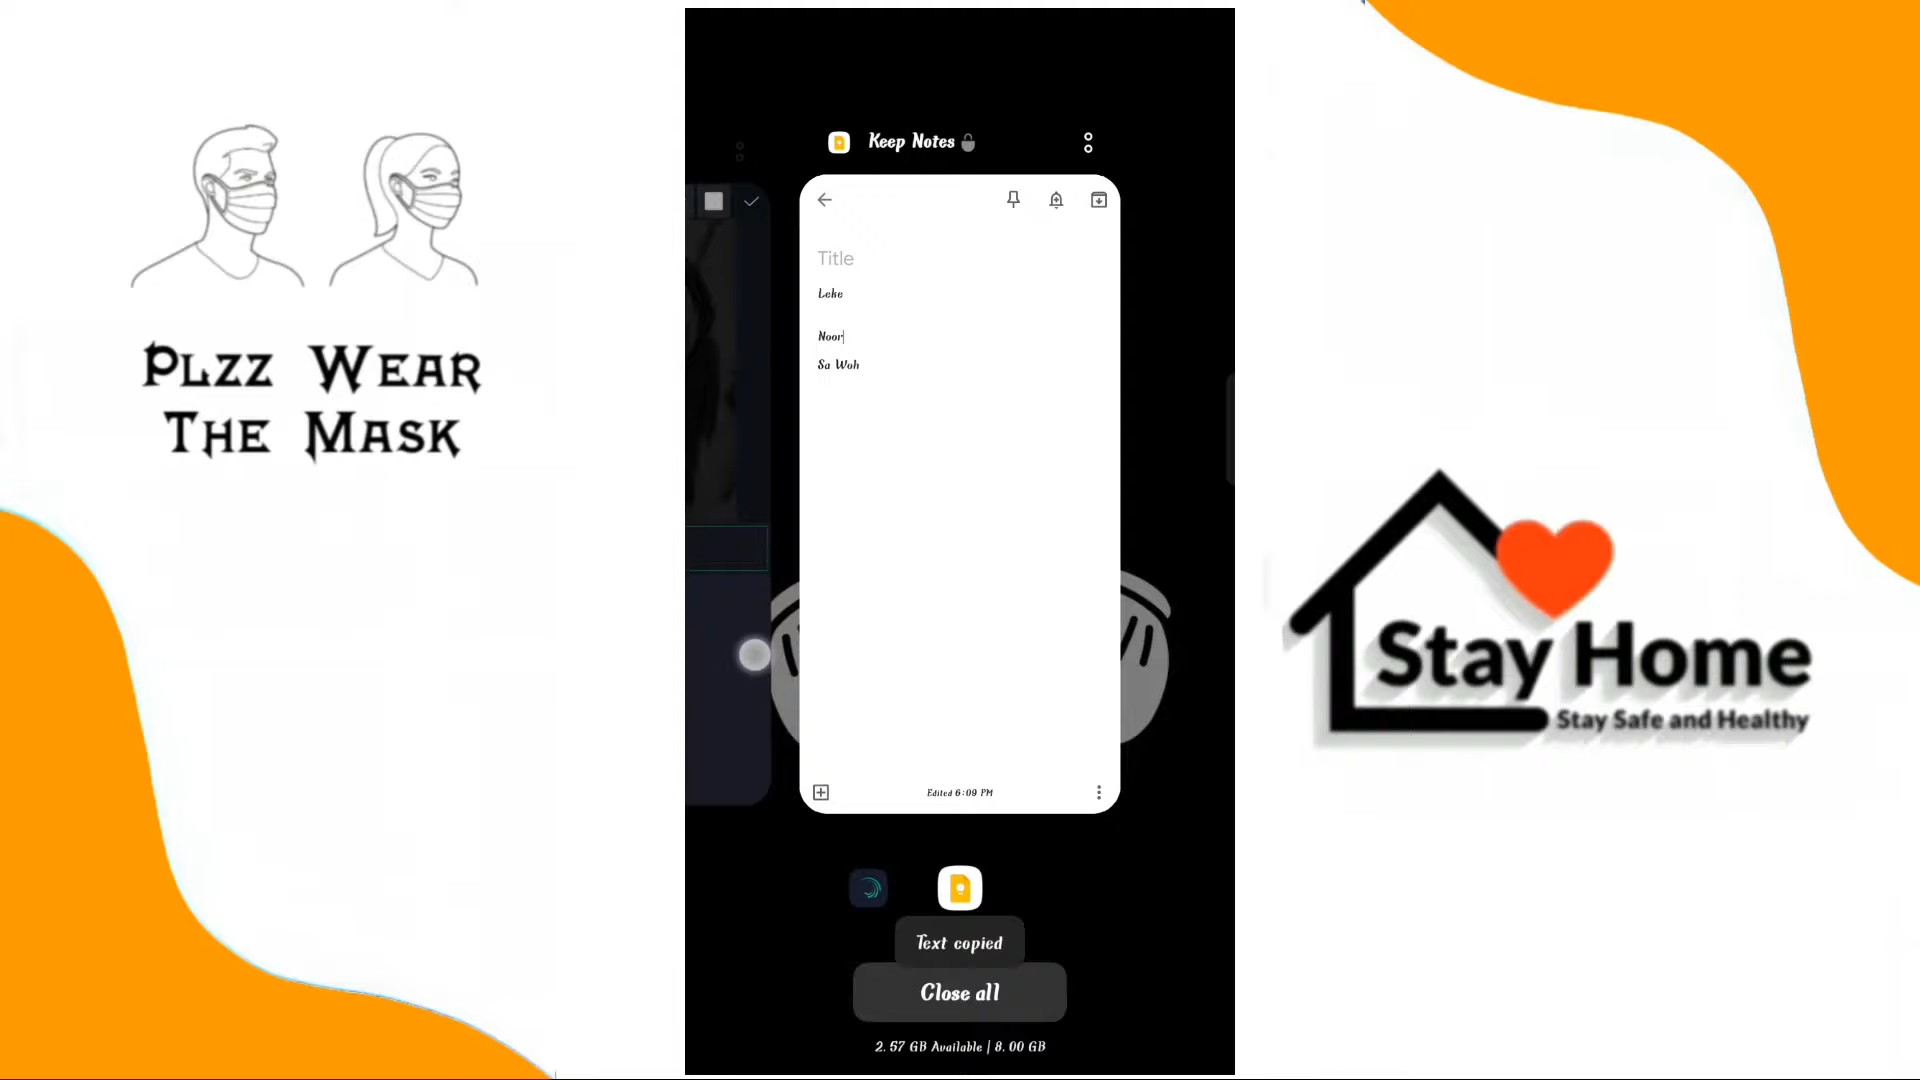 PLZZ WEAR
THE MASK
Keep Notes
Title
Leke
Noor
Sa Woh
Edited 6:09 PM
Text copied
Close all
2.57 GB Available | 8.00 GB
Stay Home
Stay Safe and Healthy